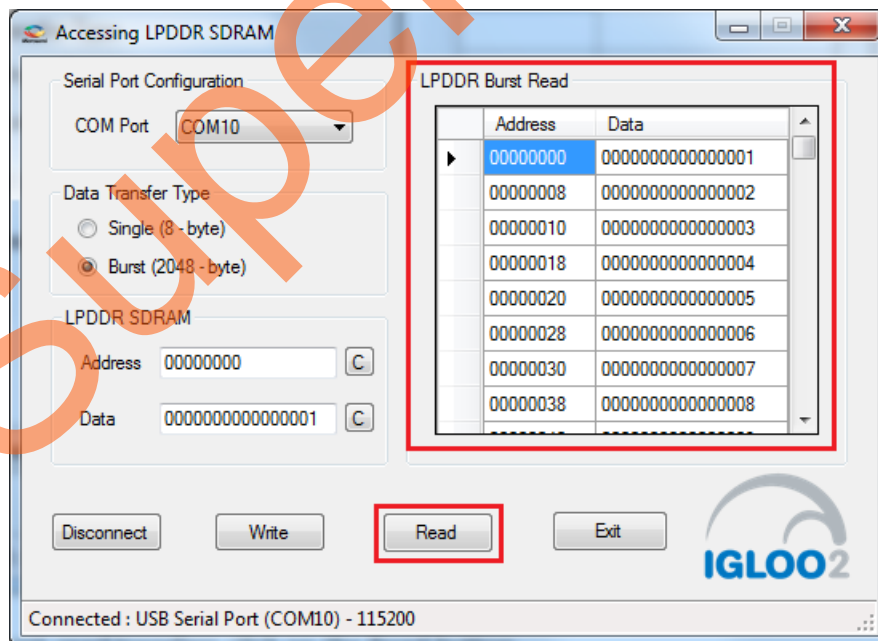 Accessing LPDDR SDRAM
Serial Port Configuration
COM Port COM10
Data Transfer Type
Single (8 - byte)
Burst (2048 - byte)
LPDDR SDRAM
Address 00000000 C
Data 0000000000000001 C
LPDDR Burst Read
Address Data
00000000 0000000000000001
00000008 0000000000000002
00000010 0000000000000003
00000018 0000000000000004
00000020 0000000000000005
00000028 0000000000000006
00000030 0000000000000007
00000038 0000000000000008
Disconnect Write Read Exit
IGLOO2
Connected : USB Serial Port (COM10) - 115200
Super